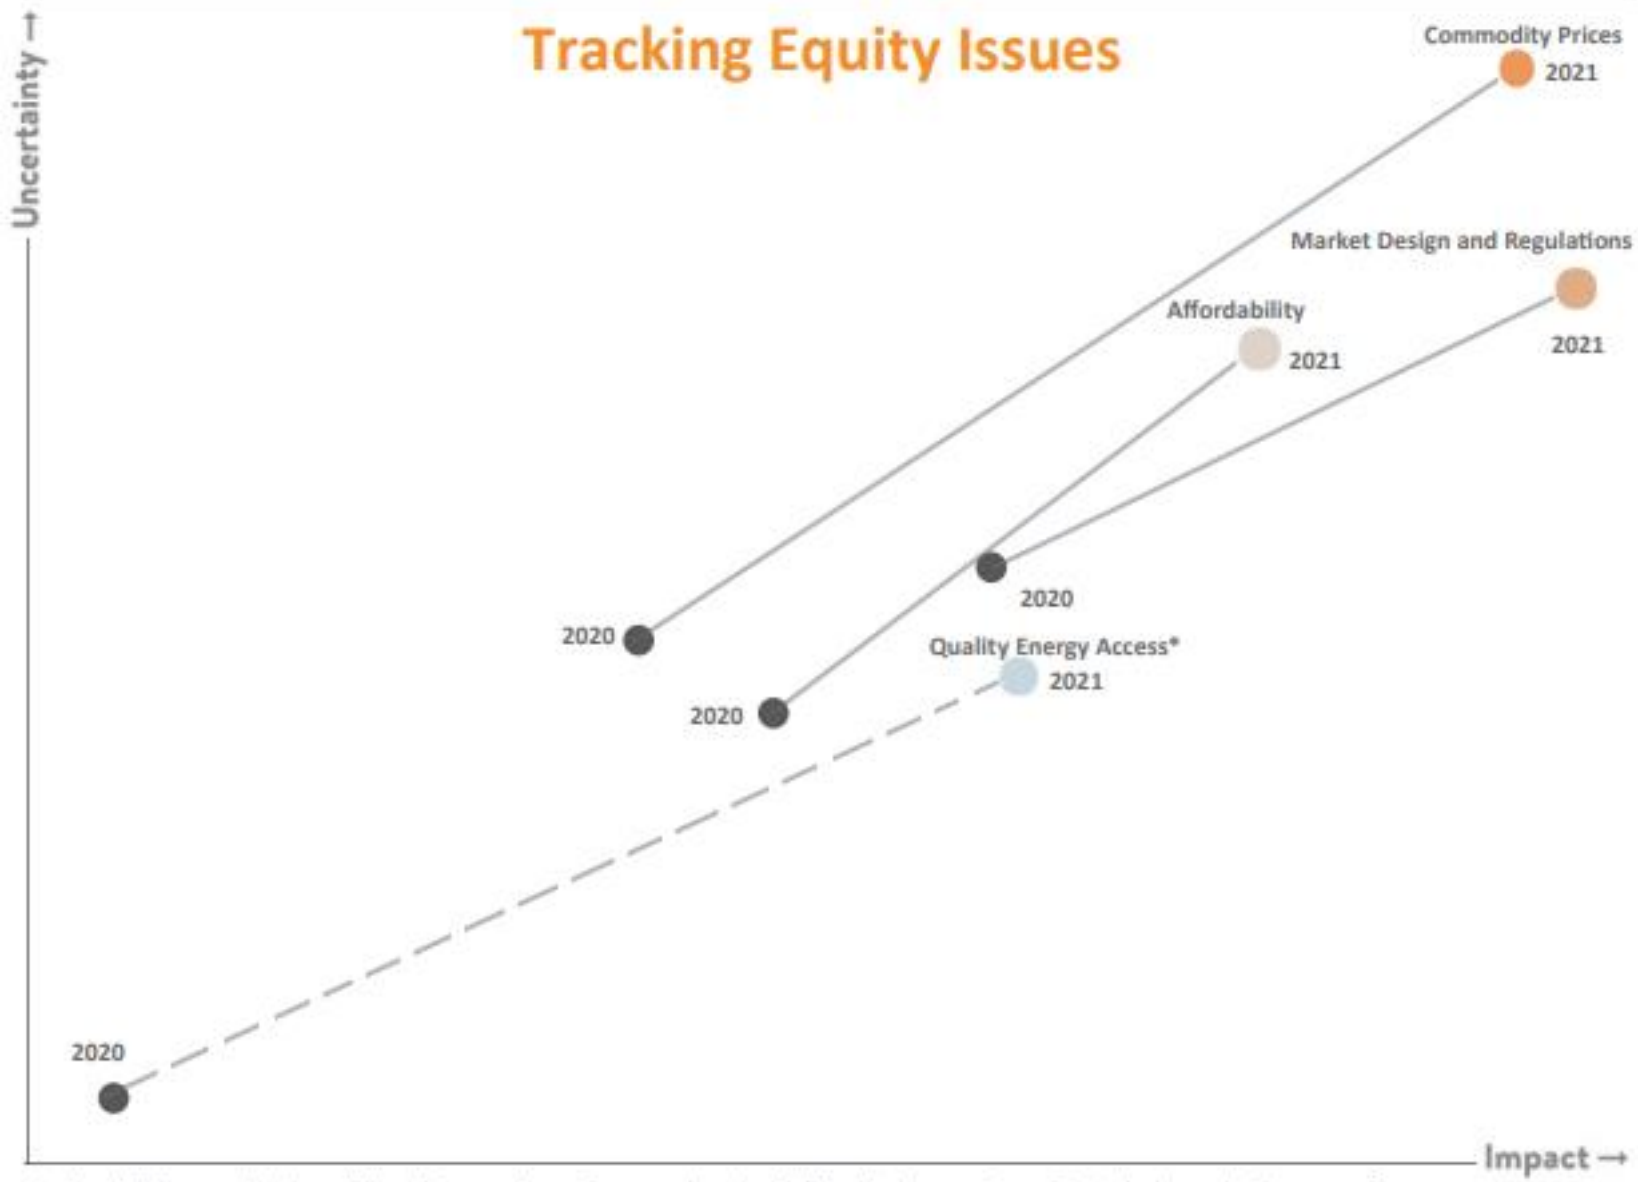 Tracking Equity Issues
Uncertainty →
Commodity Prices
2021
Market Design and Regulations
2021
Affordability
2021
2020
2020
Quality Energy Access*
2021
2020
2020
Impact →